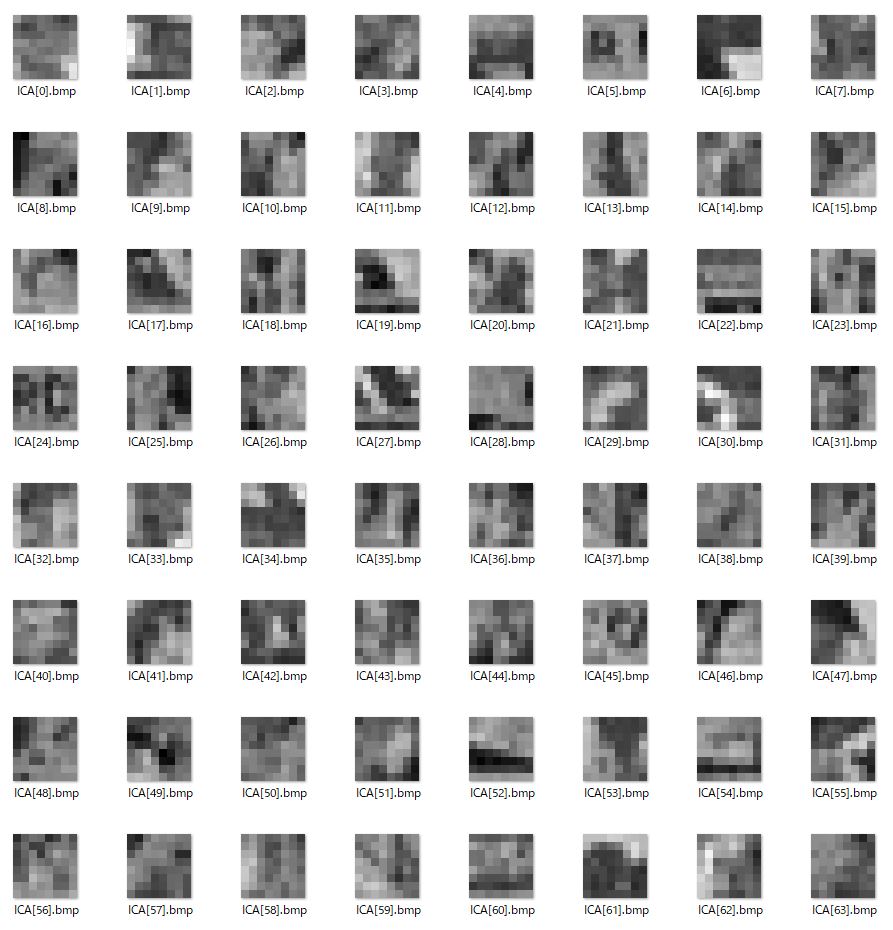 ICA[0].bmp ICA[1].bmp ICA[2].bmp ICA[3].bmp ICA[4].bmp ICA[5].bmp ICA[6].bmp ICA[7].bmp
ICA[8].bmp ICA[9].bmp ICA[10].bmp ICA[11].bmp ICA[12].bmp ICA[13].bmp ICA[14].bmp ICA[15].bmp
ICA[16].bmp ICA[17].bmp ICA[18].bmp ICA[19].bmp ICA[20].bmp ICA[21].bmp ICA[22].bmp ICA[23].bmp
ICA[24].bmp ICA[25].bmp ICA[26].bmp ICA[27].bmp ICA[28].bmp ICA[29].bmp ICA[30].bmp ICA[31].bmp
ICA[32].bmp ICA[33].bmp ICA[34].bmp ICA[35].bmp ICA[36].bmp ICA[37].bmp ICA[38].bmp ICA[39].bmp
ICA[40].bmp ICA[41].bmp ICA[42].bmp ICA[43].bmp ICA[44].bmp ICA[45].bmp ICA[46].bmp ICA[47].bmp
ICA[48].bmp ICA[49].bmp ICA[50].bmp ICA[51].bmp ICA[52].bmp ICA[53].bmp ICA[54].bmp ICA[55].bmp
ICA[56].bmp ICA[57].bmp ICA[58].bmp ICA[59].bmp ICA[60].bmp ICA[61].bmp ICA[62].bmp ICA[63].bmp